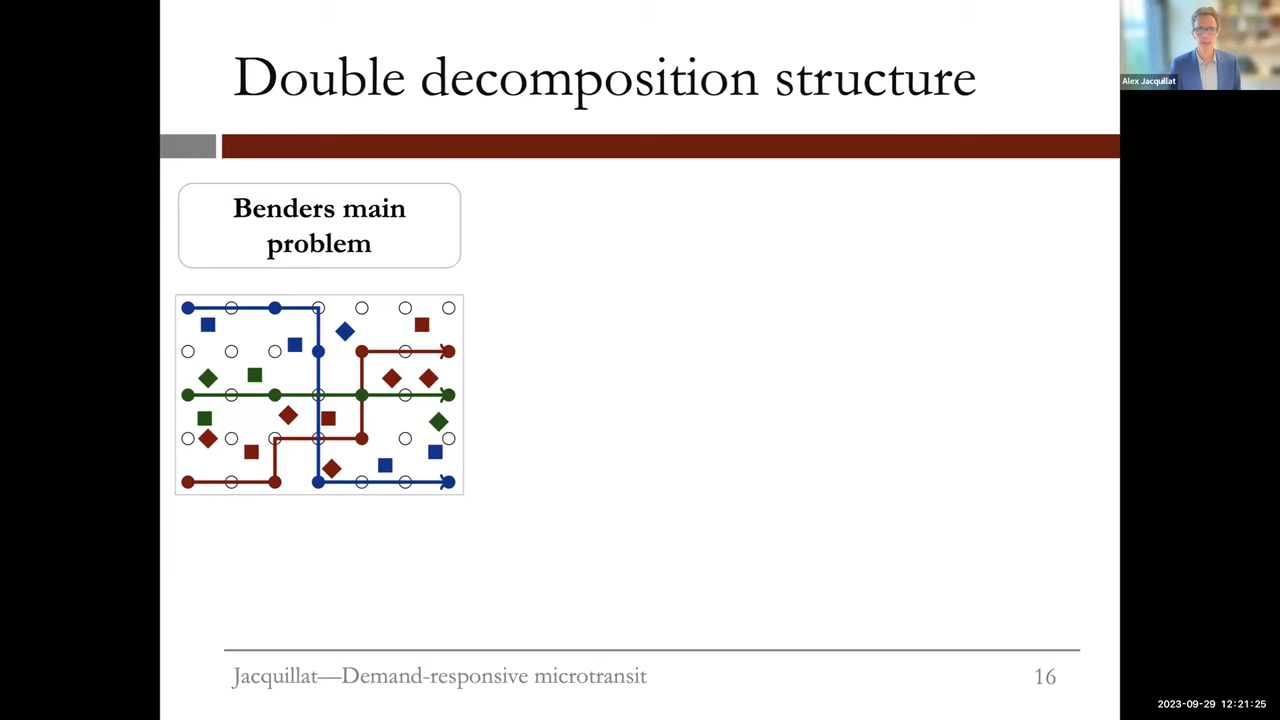 Double decomposition structure
Alex Jacquillat
Benders main
problem
Jacquillat—Demand-responsive microtransit
16
2023-09-29 12:21:25